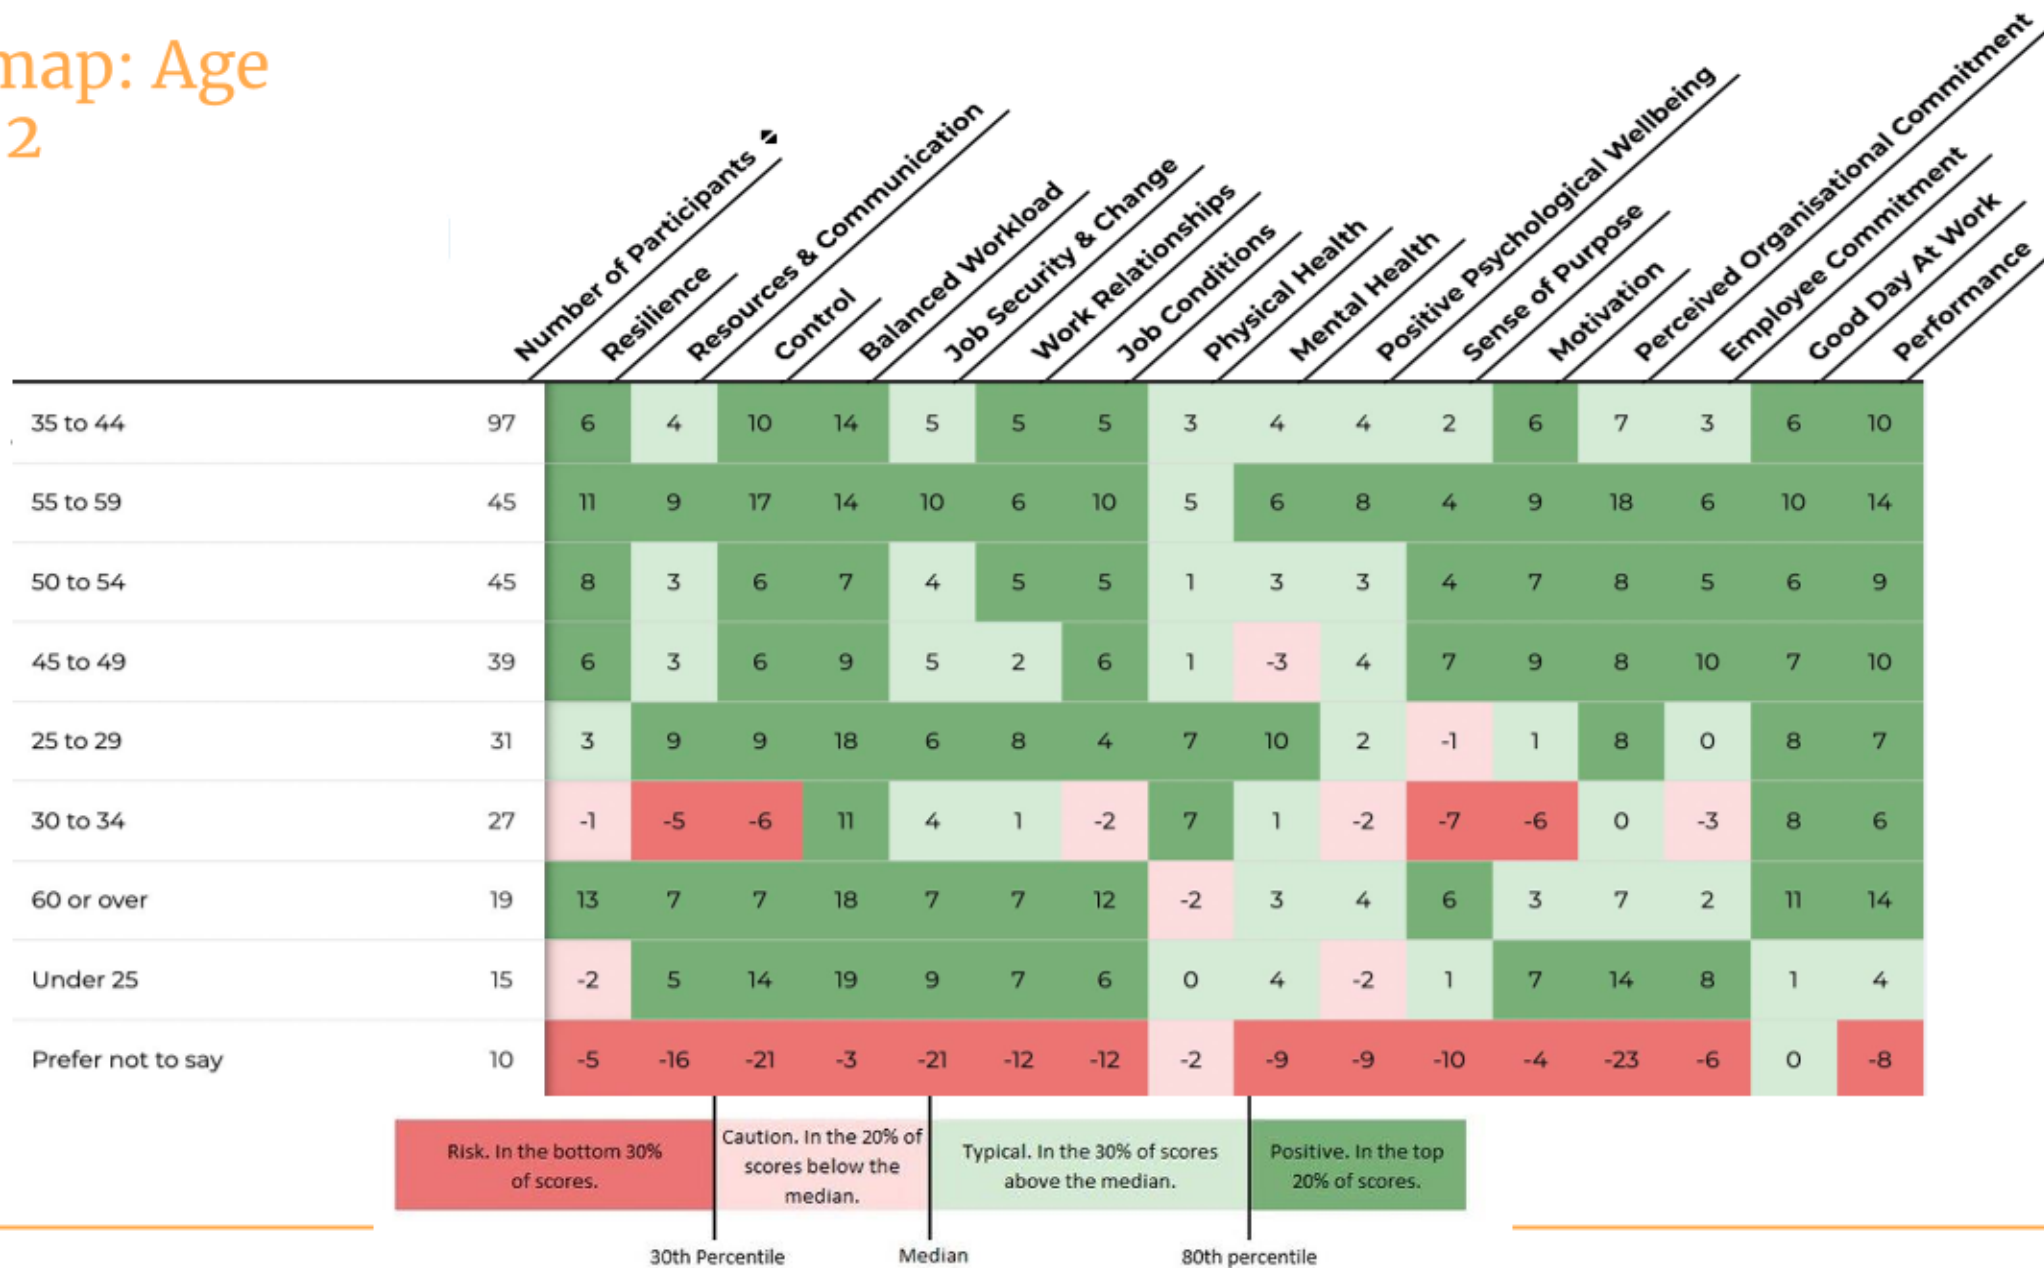 map: Age
2
Number of Participants
Resilience
Resources & Communication
Control
Balanced Workload
Job Security & Change
Work Relationships
Job Conditions
Physical Health
Mental Health
Positive Psychological Wellbeing
Sense of Purpose
Motivation
Perceived Organisational Commitment
Employee Commitment
Good Day At Work
Performance
35 to 44 97 6 4 10 14 5 5 5 3 4 4 2 6 7 3 6 10
55 to 59 45 11 9 17 14 10 6 10 5 6 8 4 9 18 6 10 14
50 to 54 45 8 3 6 7 4 5 5 1 3 3 4 7 8 5 6 9
45 to 49 39 6 3 6 9 5 2 6 1 -3 4 7 9 8 10 7 10
25 to 29 31 3 9 9 18 6 8 4 7 10 2 -1 1 8 0 8 7
30 to 34 27 -1 -5 -6 11 4 1 -2 7 1 -2 -7 -6 0 -3 8 6
60 or over 19 13 7 7 18 7 7 12 -2 3 4 6 3 7 2 11 14
Under 25 15 -2 5 14 19 9 7 6 0 4 -2 1 7 14 8 1 4
Prefer not to say 10 -5 -16 -21 -3 -21 -12 -12 -2 -9 -9 -10 -4 -23 -6 0 -8
Risk. In the bottom 30%
of scores.
Caution. In the 20% of
scores below the
median.
Typical. In the 30% of scores
above the median.
Positive. In the top
20% of scores.
30th Percentile
Median
80th percentile